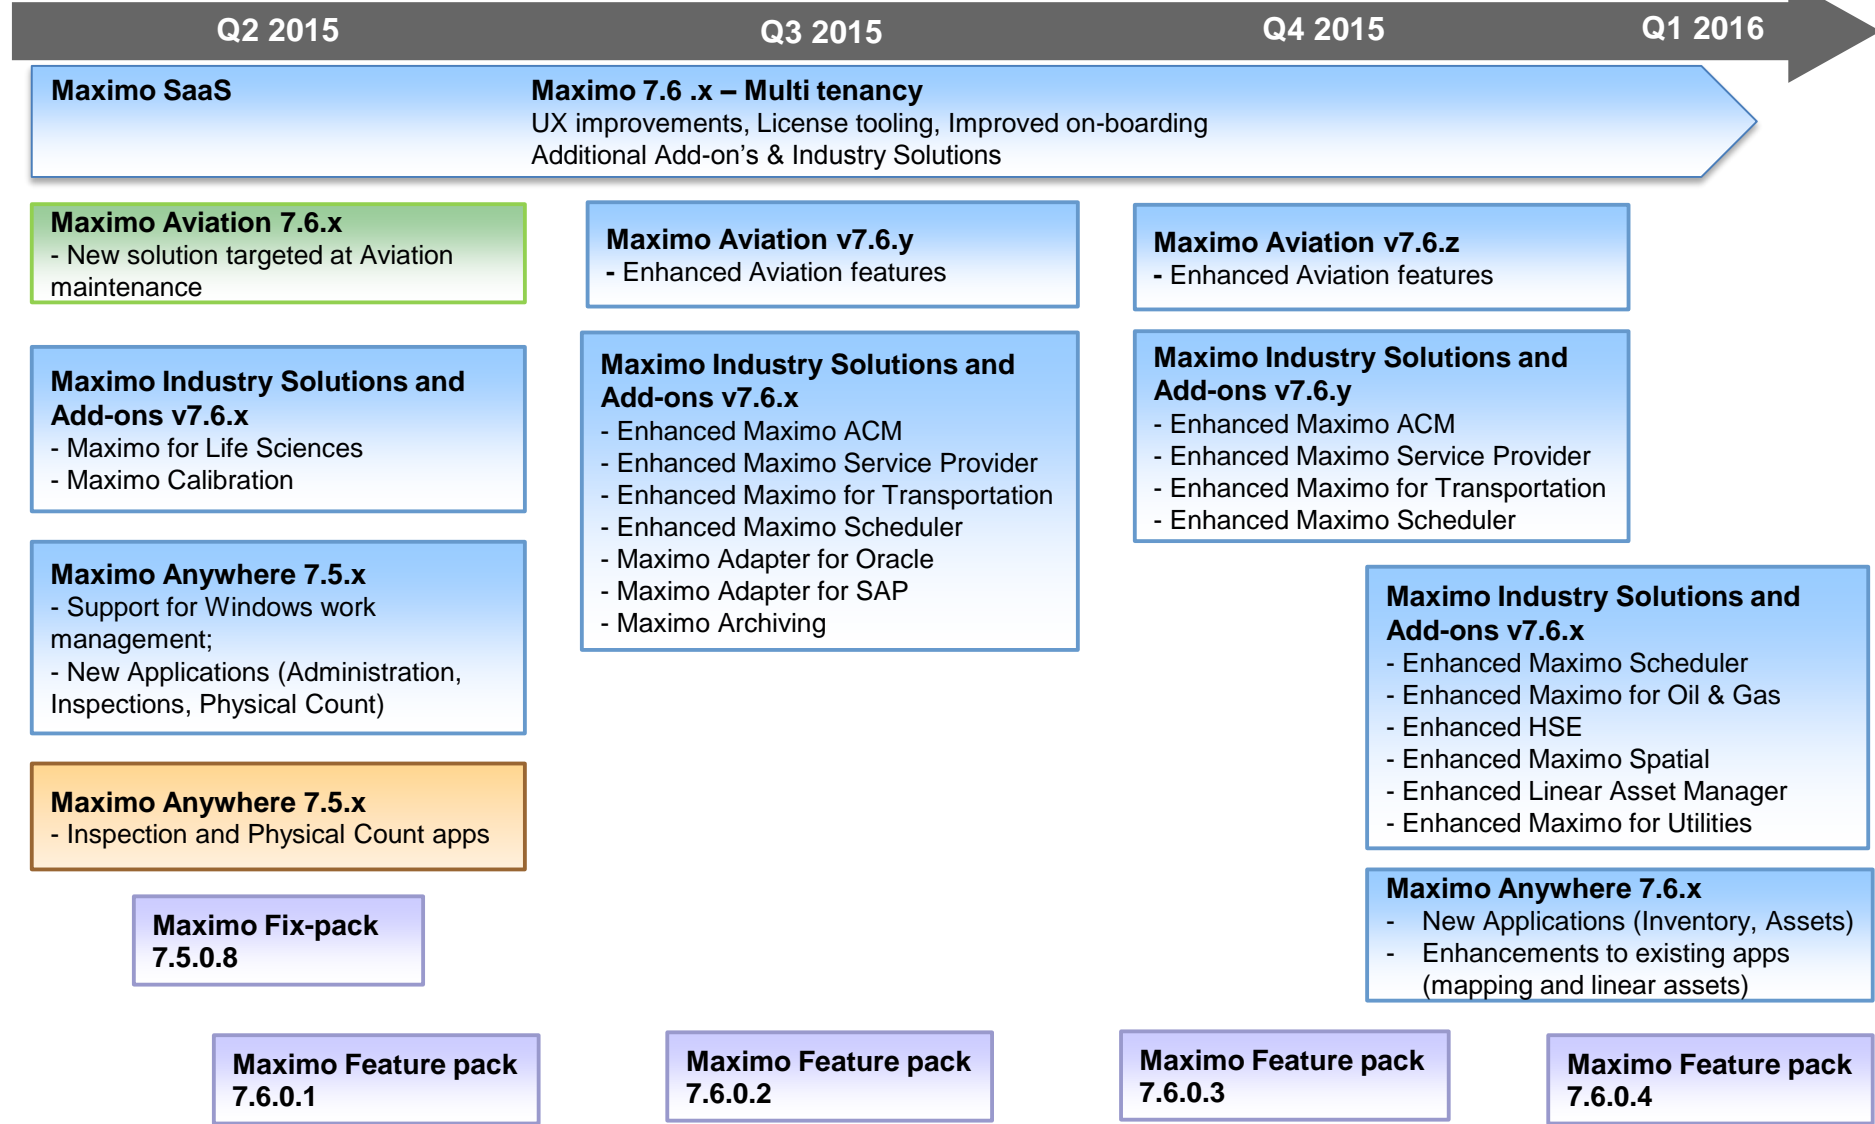 Q2 2015
Q3 2015
Q4 2015
Q1 2016
Maximo SaaS
Maximo 7.6 .x – Multi tenancy
UX improvements, License tooling, Improved on-boarding
Additional Add-on’s & Industry Solutions
Maximo Aviation 7.6.x
- New solution targeted at Aviation
maintenance
Maximo Aviation v7.6.y
- Enhanced Aviation features
Maximo Aviation v7.6.z
- Enhanced Aviation features
Maximo Industry Solutions and
Add-ons v7.6.x
- Maximo for Life Sciences
- Maximo Calibration
Maximo Industry Solutions and
Add-ons v7.6.x
- Enhanced Maximo ACM
- Enhanced Maximo Service Provider
- Enhanced Maximo for Transportation
- Enhanced Maximo Scheduler
- Maximo Adapter for Oracle
- Maximo Adapter for SAP
- Maximo Archiving
Maximo Industry Solutions and
Add-ons v7.6.y
- Enhanced Maximo ACM
- Enhanced Maximo Service Provider
- Enhanced Maximo for Transportation
- Enhanced Maximo Scheduler
Maximo Anywhere 7.5.x
- Support for Windows work
management;
- New Applications (Administration,
Inspections, Physical Count)
Maximo Industry Solutions and
Add-ons v7.6.x
- Enhanced Maximo Scheduler
- Enhanced Maximo for Oil & Gas
- Enhanced HSE
- Enhanced Maximo Spatial
- Enhanced Linear Asset Manager
- Enhanced Maximo for Utilities
Maximo Anywhere 7.5.x
- Inspection and Physical Count apps
Maximo Anywhere 7.6.x
- New Applications (Inventory, Assets)
- Enhancements to existing apps
(mapping and linear assets)
Maximo Fix-pack
7.5.0.8
Maximo Feature pack
7.6.0.1
Maximo Feature pack
7.6.0.2
Maximo Feature pack
7.6.0.3
Maximo Feature pack
7.6.0.4